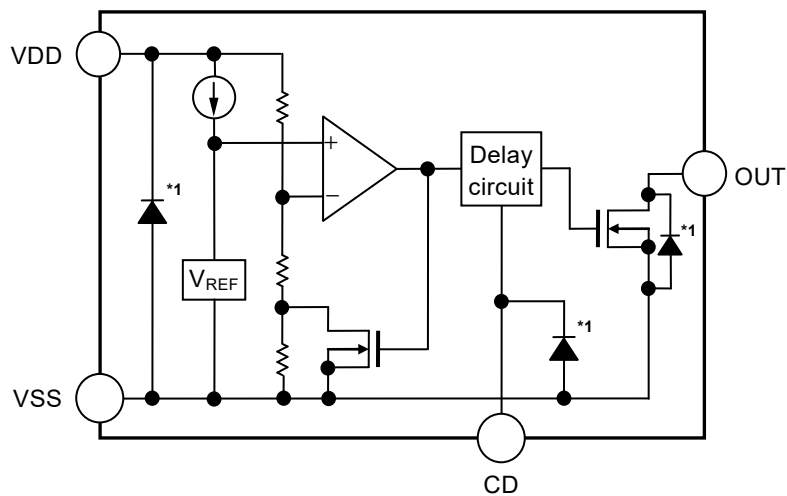 VDD
*1
+
−
VREF
Delay
circuit
*1
OUT
*1
VSS
CD